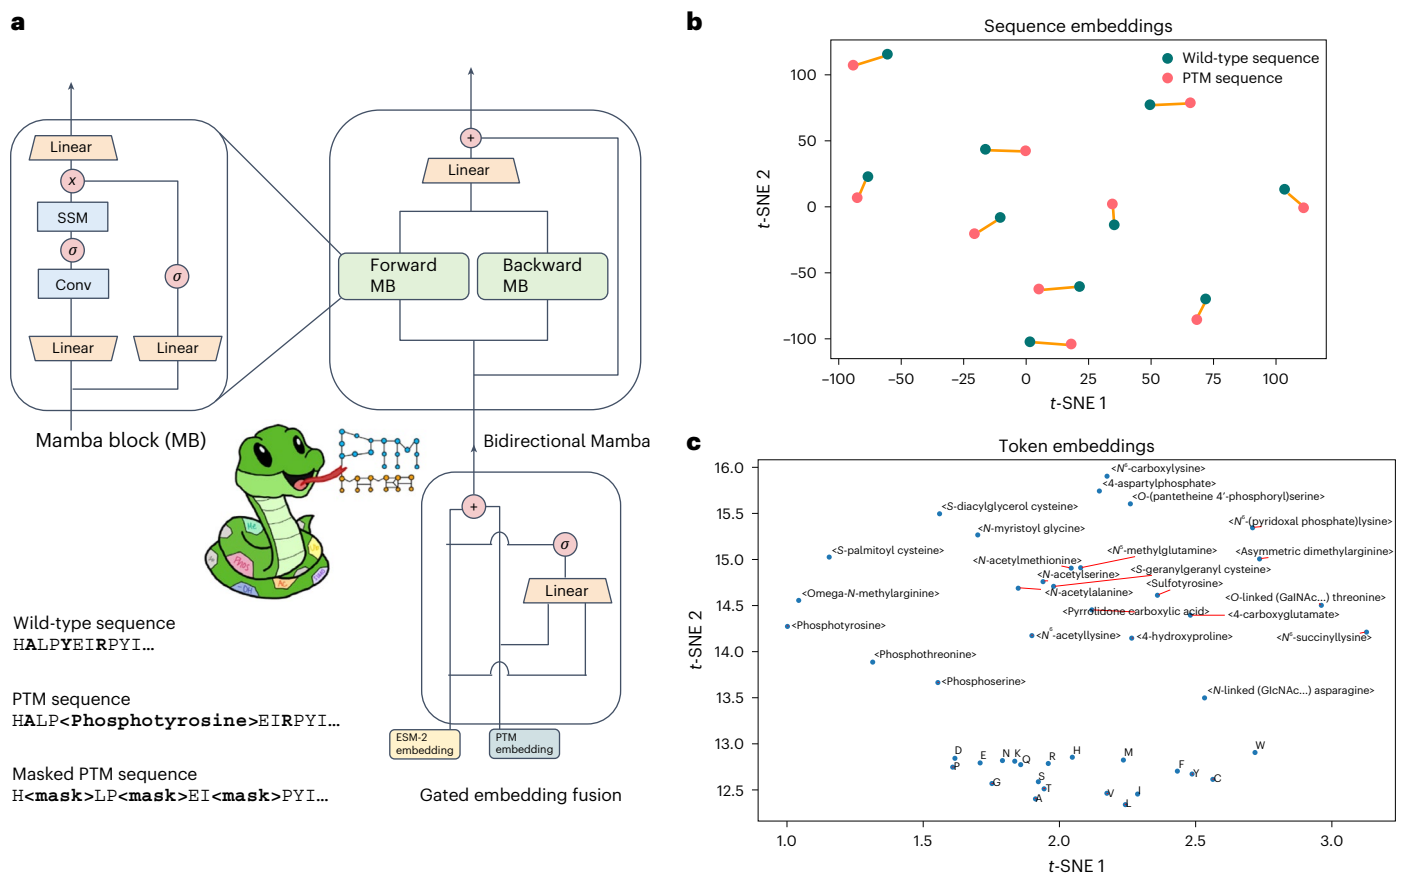 a
Linear
x
SSM
σ
Conv
σ
Linear
Linear
Mamba block (MB)
+
Linear
Forward
MB
Backward
MB
Bidirectional Mamba
+
σ
Linear
ESM-2
embedding
PTM
embedding
Gated embedding fusion
Wild-type sequence
HALPYEIRPYI...
PTM sequence
HALP<Phosphotyrosine>EIRPYI...
Masked PTM sequence
H<mask>LP<mask>EI<mask>PYI...
b
Sequence embeddings
Wild-type sequence
PTM sequence
t-SNE 2
100
50
0
−50
−100
−100
−50
−25
0
25
50
75
100
t-SNE 1
c
Token embeddings
t-SNE 2
16.0
15.5
15.0
14.5
14.0
13.5
13.0
12.5
<N⁶-carboxylysine>
<4-aspartylphosphate>
<O-(pantetheine 4′-phosphoryl)serine>
<S-diacylglycerol cysteine>
<N⁶-(pyridoxal phosphate)lysine>
<N-myristoyl glycine>
<S-palmitoyl cysteine>
<N⁵-methylglutamine>
<Asymmetric dimethylarginine>
<N-acetylmethionine>
<S-geranylgeranyl cysteine>
<N-acetylserine>
<Sulfotyrosine>
<Omega-N-methylarginine>
<N-acetylalanine>
<O-linked (GalNAc...) threonine>
<Pyrrolidone carboxylic acid>
<4-carboxyglutamate>
<Phosphotyrosine>
<N⁶-acetyllysine>
<4-hydroxyproline>
<N⁶-succinyllysine>
<Phosphothreonine>
<Phosphoserine>
<N-linked (GlcNAc...) asparagine>
D
P
E
N
K
Q
R
H
M
F
Y
C
W
G
S
T
A
V
I
L
1.0
1.5
2.0
2.5
3.0
t-SNE 1